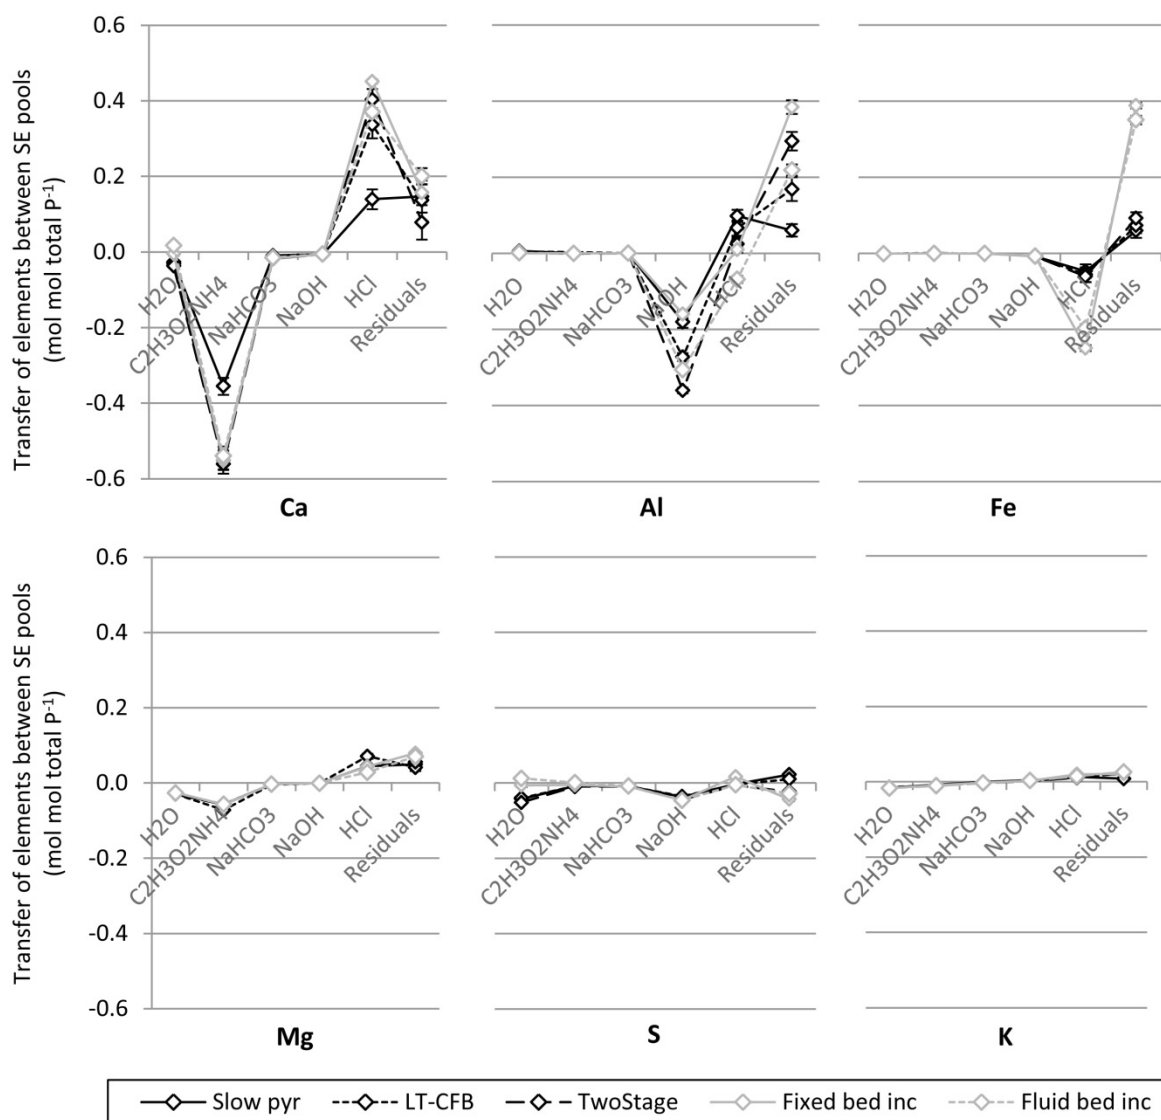 Transfer of elements between SE pools
(mol mol total P⁻¹)
0.6
0.4
0.2
0.0
-0.2
-0.4
-0.6
H2O
C2H3O2NH4
NaHCO3
NaOH
HCl
Residuals
Ca
H2O
C2H3O2NH4
NaHCO3
NaOH
HCl
Residuals
Al
H2O
C2H3O2NH4
NaHCO3
NaOH
HCl
Residuals
Fe
Transfer of elements between SE pools
(mol mol total P⁻¹)
0.6
0.4
0.2
0.0
-0.2
-0.4
-0.6
H2O
C2H3O2NH4
NaHCO3
NaOH
HCl
Residuals
Mg
H2O
C2H3O2NH4
NaHCO3
NaOH
HCl
Residuals
S
H2O
C2H3O2NH4
NaHCO3
NaOH
HCl
Residuals
K
Slow pyr LT-CFB TwoStage Fixed bed inc Fluid bed inc